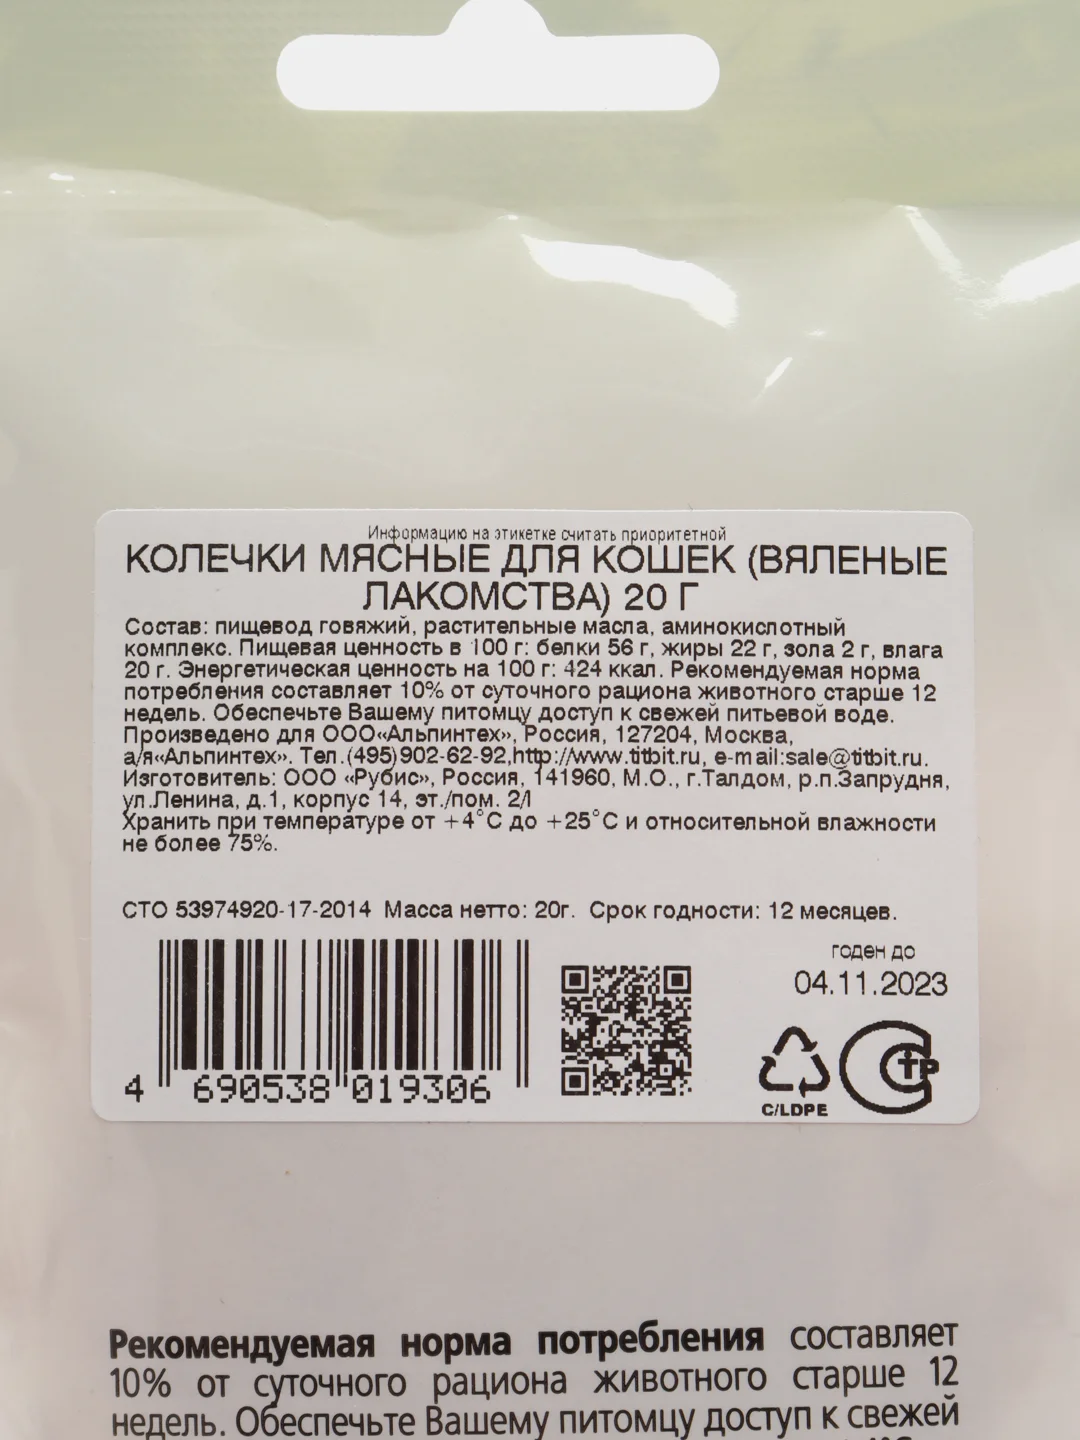 Информацию на этикетке считать приоритетной
КОЛЕЧКИ МЯСНЫЕ ДЛЯ КОШЕК (ВЯЛЕНЫЕ
ЛАКОМСТВА) 20 Г
Состав: пищевод говяжий, растительные масла, аминокислотный
комплекс. Пищевая ценность в 100 г: белки 56 г, жиры 22 г, зола 2 г, влага
20 г. Энергетическая ценность на 100 г: 424 ккал. Рекомендуемая норма
потребления составляет 10% от суточного рациона животного старше 12
недель. Обеспечьте Вашему питомцу доступ к свежей питьевой воде.
Произведено для ООО«Альпинтех», Россия, 127204, Москва,
а/я«Альпинтех». Тел.(495)902-62-92,http://www.titbit.ru, e-mail:sale@titbit.ru.
Изготовитель: ООО «Рубис», Россия, 141960, М.О., г.Талдом, р.п.Запрудня,
ул.Ленина, д.1, корпус 14, эт./пом. 2/1
Хранить при температуре от +4°С до +25°С и относительной влажности
не более 75%.
СТО 53974920-17-2014 Масса нетто: 20г. Срок годности: 12 месяцев.
годен до
04.11.2023
4 690538 019306
C/LDPE
СТР
Рекомендуемая норма потребления составляет
10% от суточного рациона животного старше 12
недель. Обеспечьте Вашему питомцу доступ к свежей